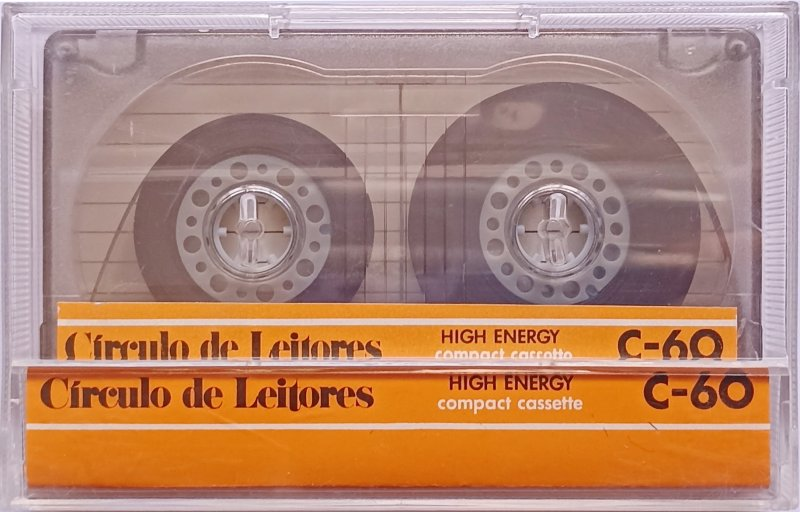 Círculo de Leitores HIGH ENERGY C-60
compact cassette
Círculo de Leitores HIGH ENERGY C-60
compact cassette